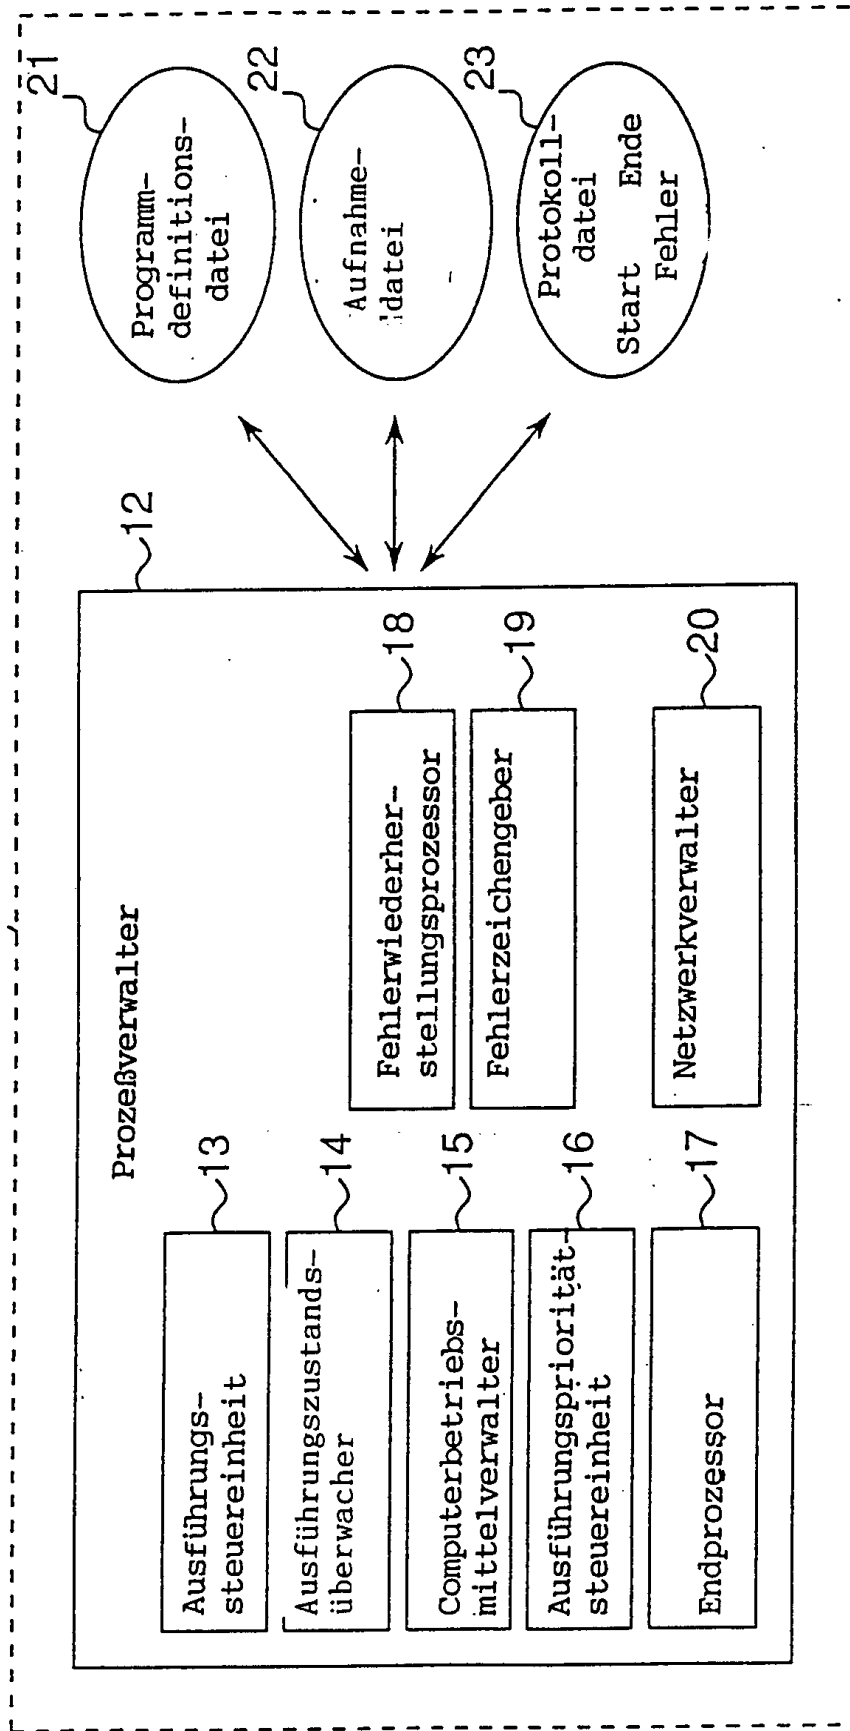 Prozeßverwalter
12
Ausführungs-
steuereinheit
13
Ausführungszustands-
überwacher
14
Computerbetriebs-
mittelverwalter
15
Ausführungspriorität-
steuereinheit
16
Endprozessor
17
Fehlerwiederher-
stellungsprozessor
18
Fehlerzeichengeber
19
Netzwerkverwalter
20
Programm-
definitions-
datei
21
Aufnahme-
datei
22
Protokoll-
datei
Start Ende
Fehler
23